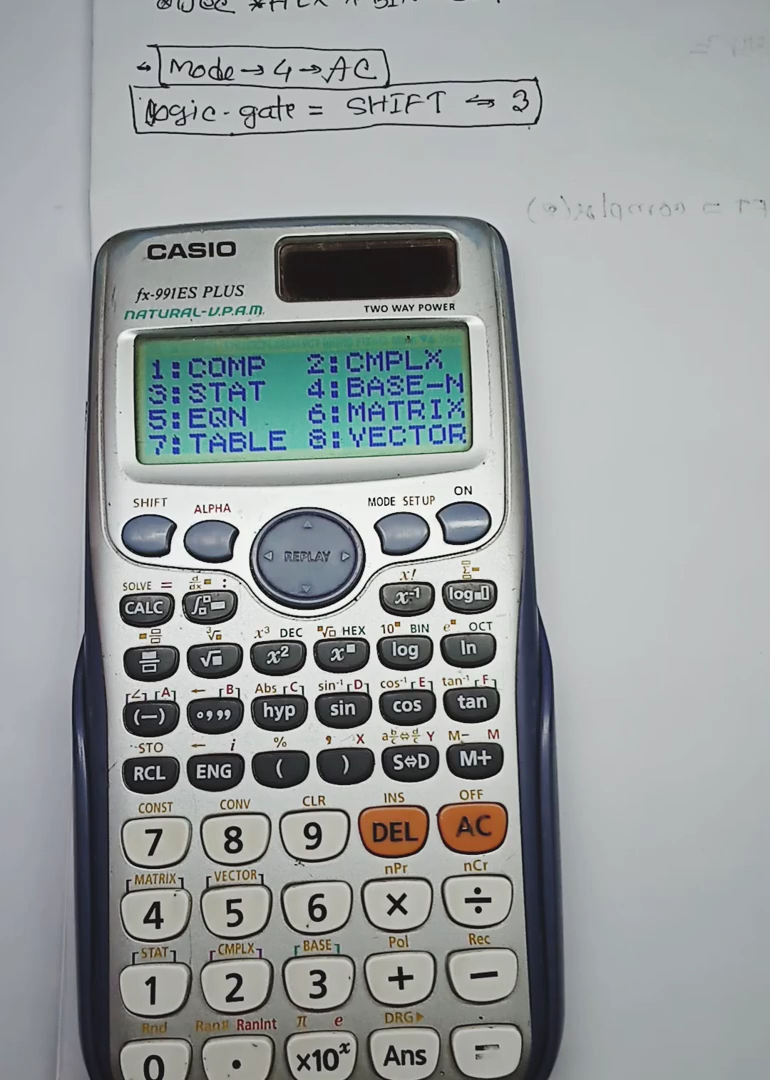 Mode → 4 → AC
Logic-gate = SHIFT ↪ 3
CASIO
fx-991ES PLUS
NATURAL-V.P.A.M.
TWO WAY POWER
1:COMP 2:CMPLX
3:STAT 4:BASE-N
5:EQN 6:MATRIX
7:TABLE 8:VECTOR
SHIFT ALPHA MODE SETUP ON
REPLAY
SOLVE = d/dx : x! Σ
CALC ∫ x⁻¹ log
∛ x³ DEC ˣ√ HEX 10 BIN e OCT
√ x² x log ln
∠ A ← B Abs C sin⁻¹ D cos⁻¹ E tan⁻¹ F
(−) °,,, hyp sin cos tan
STO ← i % , X a b/c⇔d/c Y M− M
RCL ENG ( ) S⇔D M+
CONST CONV CLR INS OFF
7 8 9 DEL AC
MATRIX VECTOR nPr nCr
4 5 6 × ÷
STAT CMPLX BASE Pol Rec
1 2 3 + −
Rnd Ran# RanInt π e DRG▶
0 . ×10ˣ Ans =